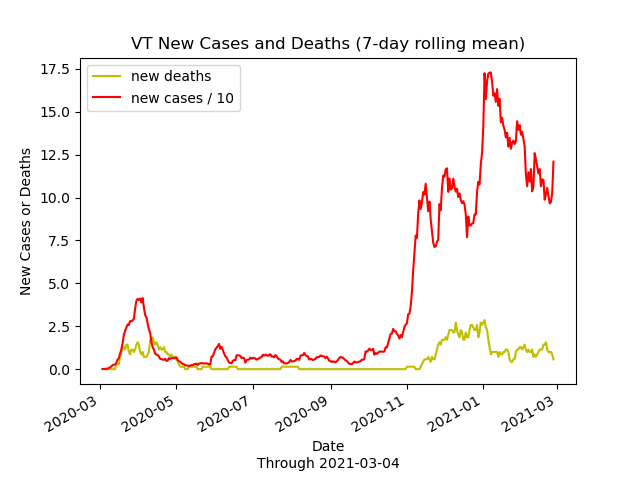 VT New Cases and Deaths (7-day rolling mean)
new deaths
new cases / 10
17.5
15.0
12.5
10.0
7.5
5.0
2.5
0.0
New Cases or Deaths
2020-03
2020-05
2020-07
2020-09
2020-11
2021-01
2021-03
Date
Through 2021-03-04